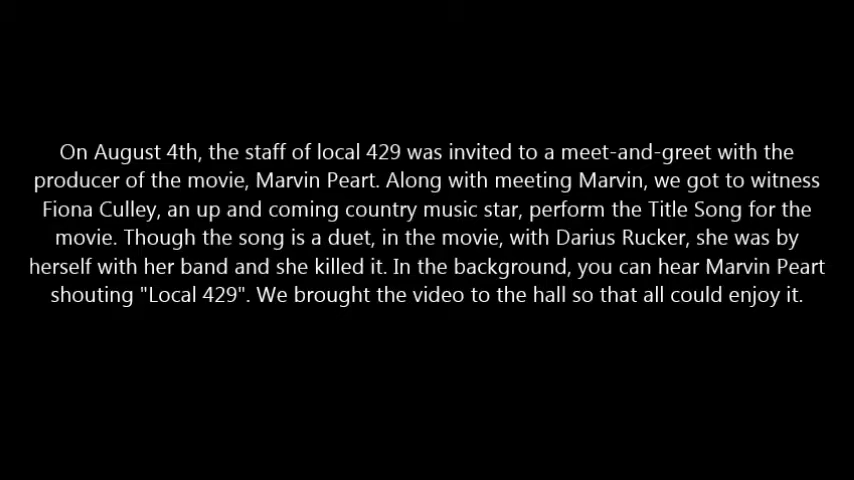 On August 4th, the staff of local 429 was invited to a meet-and-greet with the
producer of the movie, Marvin Peart. Along with meeting Marvin, we got to witness
Fiona Culley, an up and coming country music star, perform the Title Song for the
movie. Though the song is a duet, in the movie, with Darius Rucker, she was by
herself with her band and she killed it. In the background, you can hear Marvin Peart
shouting "Local 429". We brought the video to the hall so that all could enjoy it.